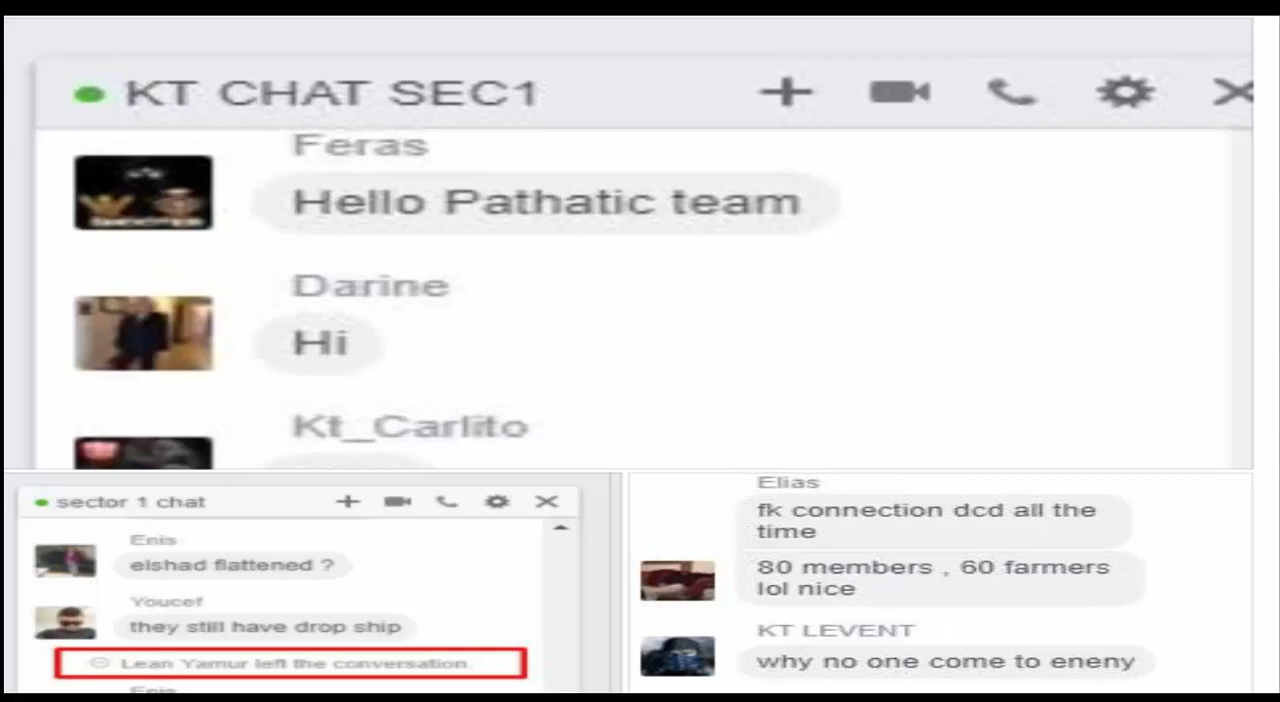 KT CHAT SEC1
Feras
Hello Pathatic team
Darine
Hi
Kt_Carlito
sector 1 chat
Enis
elshad flattened ?
Youcef
they still have drop ship
Lean Yamur left the conversation.
Enis
Elias
fk connection dcd all the
time
80 members , 60 farmers
lol nice
KT LEVENT
why no one come to eneny